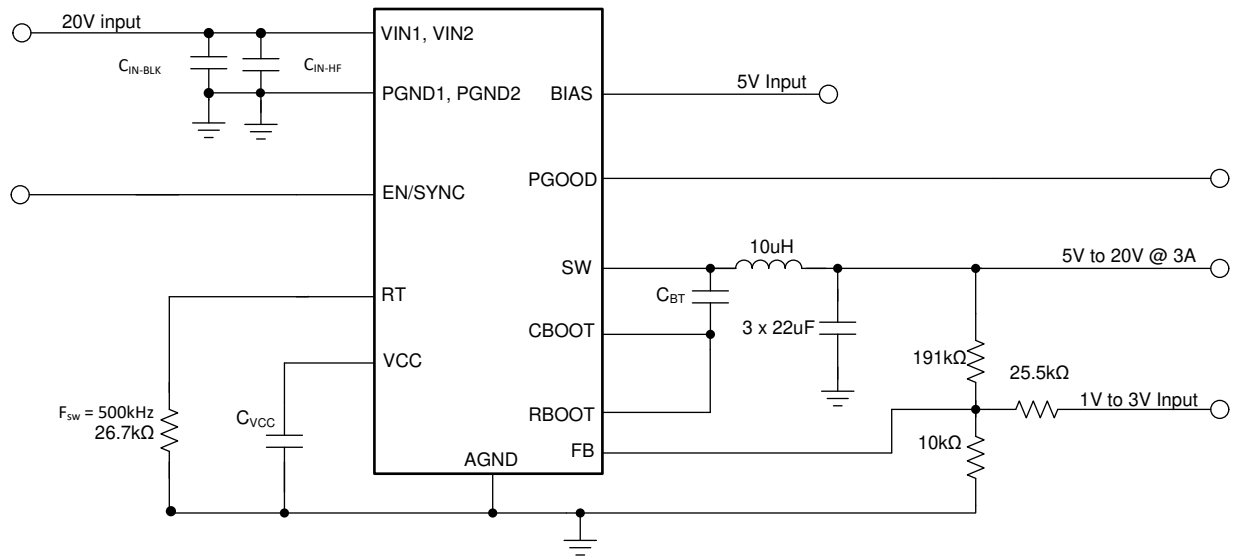 20V input
VIN1, VIN2
CIN-BLK
CIN-HF
PGND1, PGND2
BIAS
5V Input
EN/SYNC
PGOOD
10uH
SW
5V to 20V @ 3A
RT
CBT
CBOOT
3 x 22uF
VCC
191kΩ
25.5kΩ
1V to 3V Input
Fsw = 500kHz
26.7kΩ
CVCC
RBOOT
FB
10kΩ
AGND